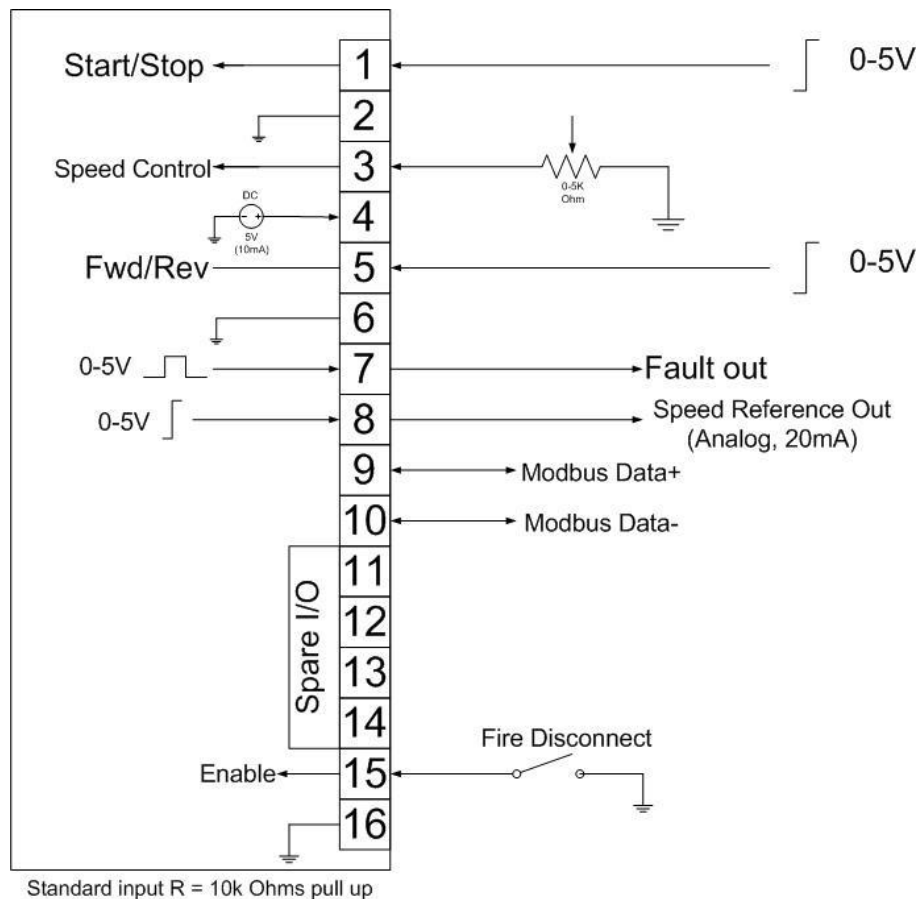 Start/Stop 1 0-5V
2
Speed Control 3
0-5K
Ohm
DC
- +
4
5V
(10mA)
Fwd/Rev 5 0-5V
6
0-5V 7 Fault out
0-5V 8 Speed Reference Out
(Analog, 20mA)
9 Modbus Data+
10 Modbus Data-
Spare I/O
11
12
13
14
Fire Disconnect
Enable 15
16
Standard input R = 10k Ohms pull up